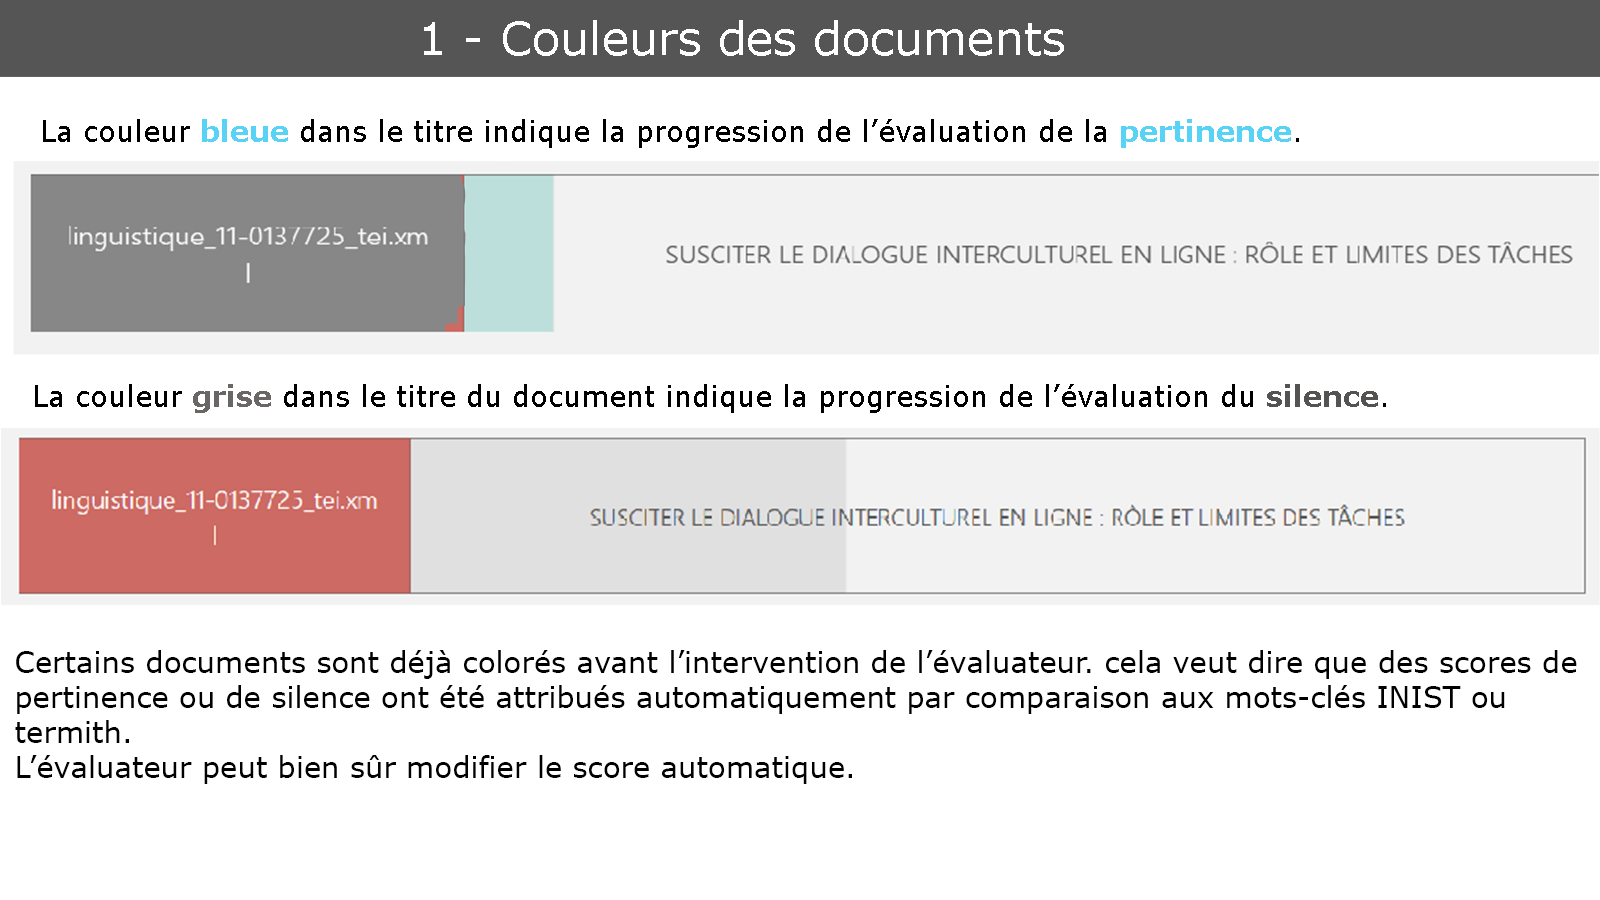 1 - Couleurs des documents
La couleur bleue dans le titre indique la progression de l’évaluation de la pertinence.
linguistique_11-0137725_tei.xm
l
SUSCITER LE DIALOGUE INTERCULTUREL EN LIGNE : RÔLE ET LIMITES DES TÂCHES
La couleur grise dans le titre du document indique la progression de l’évaluation du silence.
linguistique_11-0137725_tei.xm
l
SUSCITER LE DIALOGUE INTERCULTUREL EN LIGNE : RÔLE ET LIMITES DES TÂCHES
Certains documents sont déjà colorés avant l’intervention de l’évaluateur. cela veut dire que des scores de
pertinence ou de silence ont été attribués automatiquement par comparaison aux mots-clés INIST ou
termith.
L’évaluateur peut bien sûr modifier le score automatique.